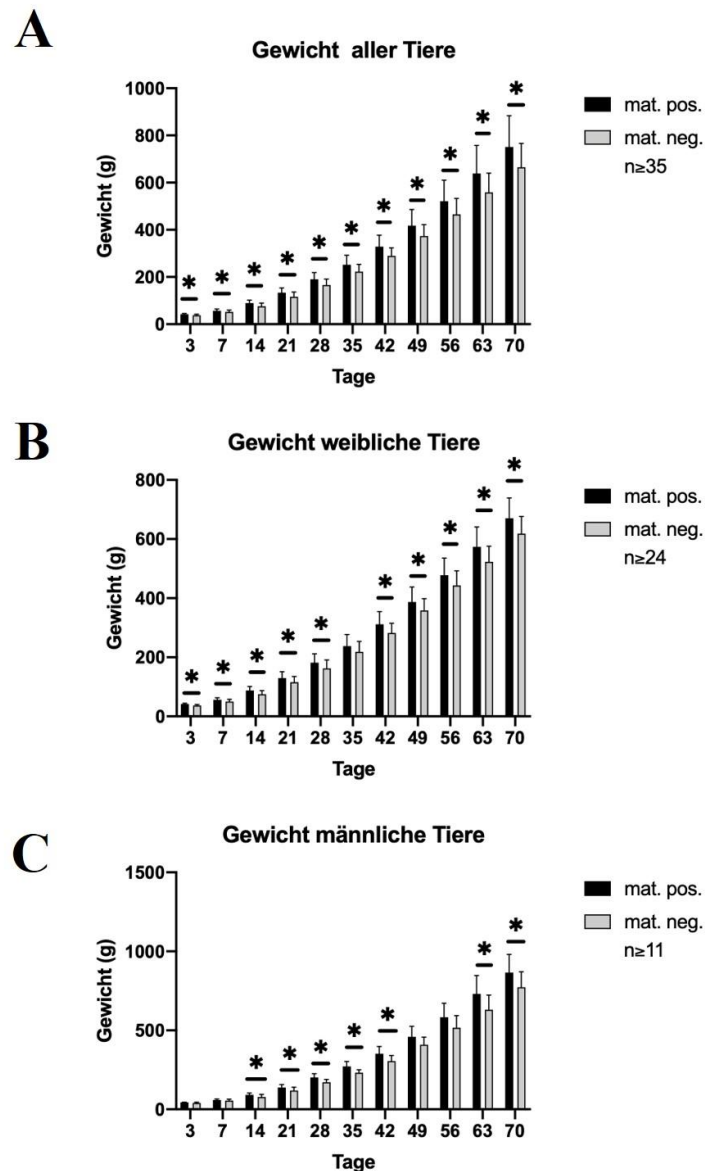 A
Gewicht aller Tiere
Gewicht (g)
1000
800
600
400
200
0
* * * * * * * * * * *
3 7 14 21 28 35 42 49 56 63 70
Tage
mat. pos.
mat. neg.
n≥35
B
Gewicht weibliche Tiere
Gewicht (g)
800
600
400
200
0
* * * * * * * * * *
3 7 14 21 28 35 42 49 56 63 70
Tage
mat. pos.
mat. neg.
n≥24
C
Gewicht männliche Tiere
Gewicht (g)
1500
1000
500
0
* * * * * * *
3 7 14 21 28 35 42 49 56 63 70
Tage
mat. pos.
mat. neg.
n≥11